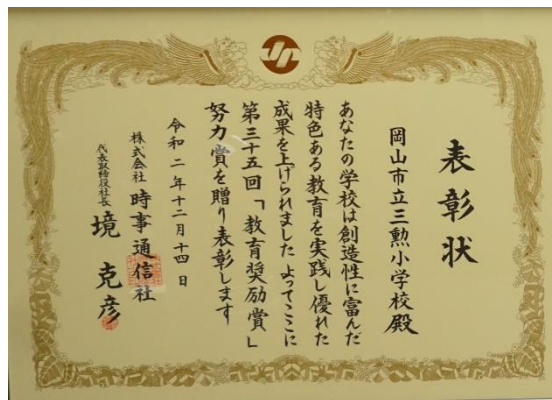 表彰状
岡山市立三勲小学校殿
あなたの学校は創造性に富んだ
特色ある教育を実践し優れた
成果を上げられました よってここに
第三十五回「教育奨励賞」
努力賞を贈り表彰します
令和二年十二月十四日
株式会社 時事通信社
代表取締役社長 境 克彦